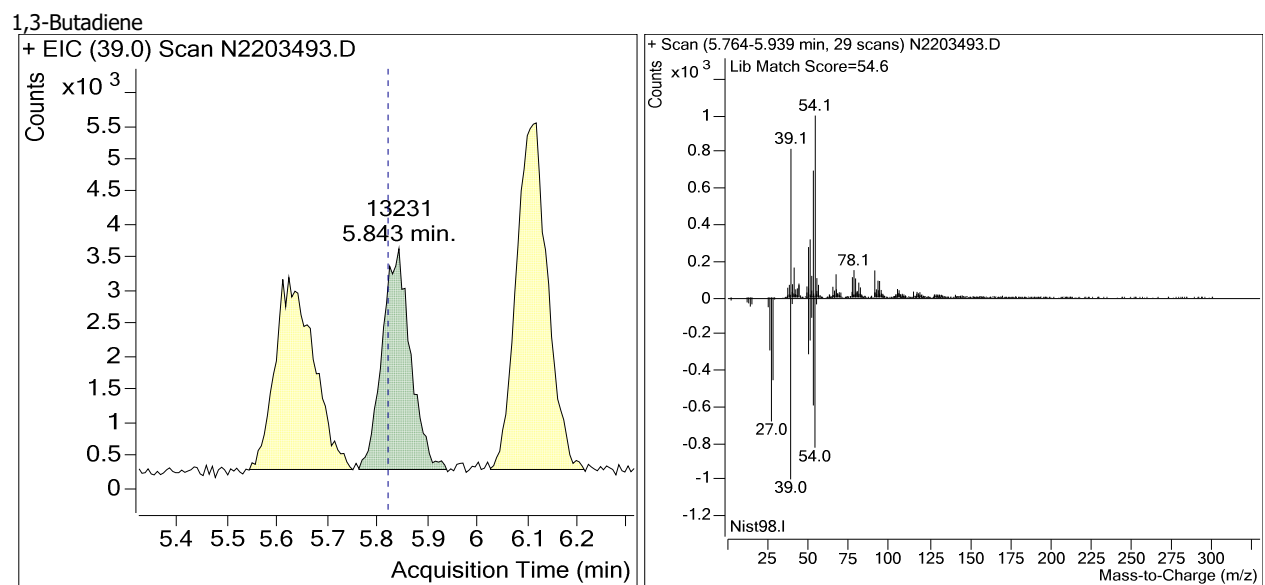 1,3-Butadiene
+ EIC (39.0) Scan N2203493.D
Counts
x10 3
5.5
5
4.5
4
3.5
3
2.5
2
1.5
1
0.5
0
13231
5.843 min.
5.4 5.5 5.6 5.7 5.8 5.9 6 6.1 6.2
Acquisition Time (min)
+ Scan (5.764-5.939 min, 29 scans) N2203493.D
Counts
x10 3
Lib Match Score=54.6
1
0.8
0.6
0.4
0.2
0
-0.2
-0.4
-0.6
-0.8
-1
-1.2
54.1
39.1
78.1
27.0
54.0
39.0
Nist98.l
25 50 75 100 125 150 175 200 225 250 275 300
Mass-to-Charge (m/z)